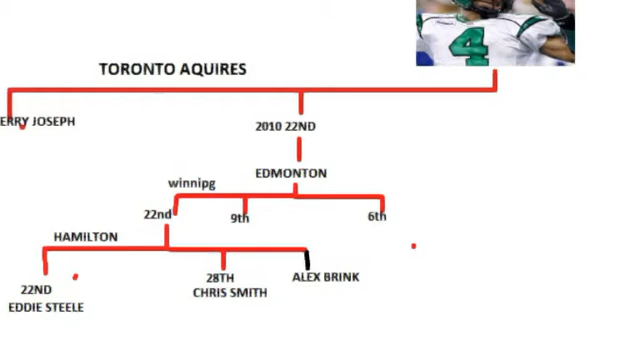 4
TORONTO AQUIRES
ERRY JOSEPH
2010 22ND
EDMONTON
winnipg
22nd
9th
6th
HAMILTON
22ND
EDDIE STEELE
28TH
CHRIS SMITH
ALEX BRINK